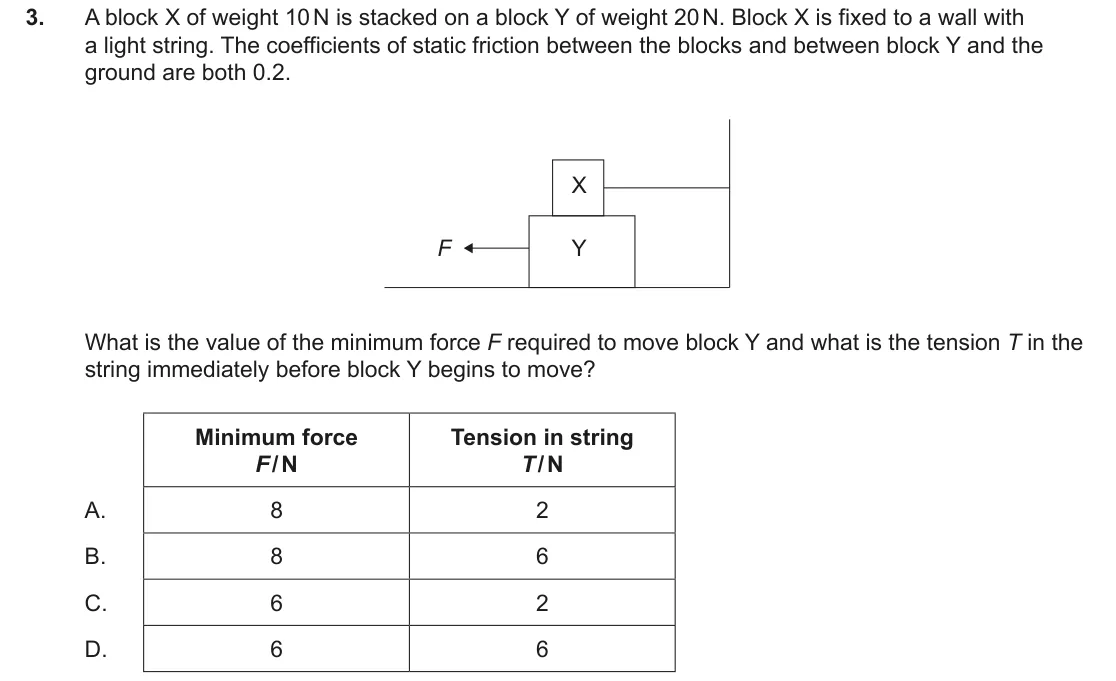 3. A block X of weight 10 N is stacked on a block Y of weight 20 N. Block X is fixed to a wall with
a light string. The coefficients of static friction between the blocks and between block Y and the
ground are both 0.2.
X
F
Y
What is the value of the minimum force F required to move block Y and what is the tension T in the
string immediately before block Y begins to move?
Minimum force Tension in string
F / N T / N
A. 8 2
B. 8 6
C. 6 2
D. 6 6